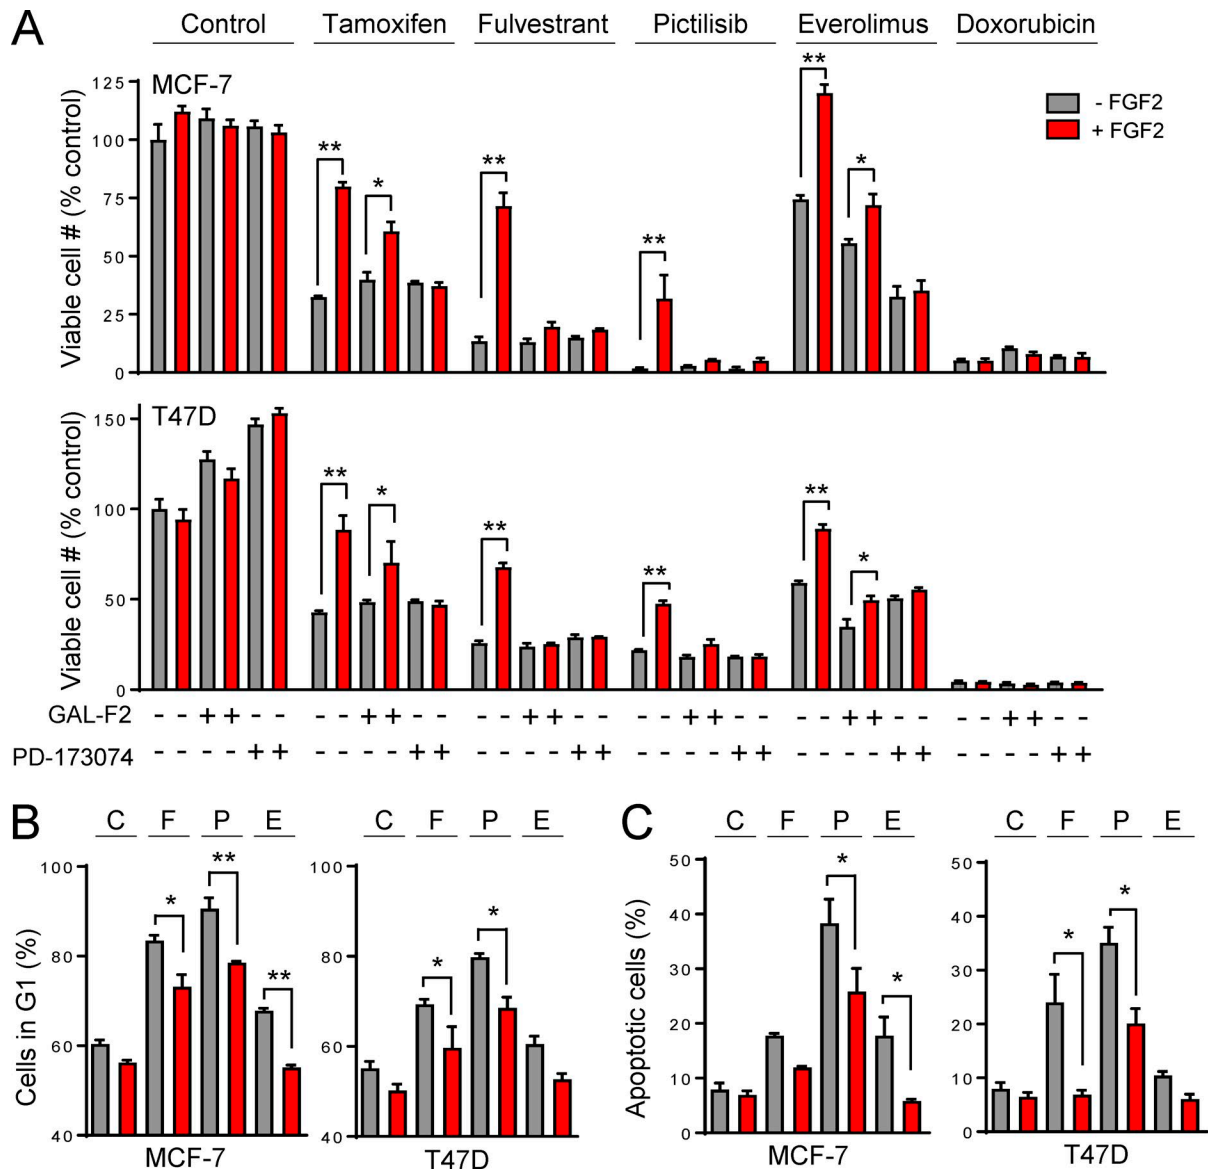 A
Control Tamoxifen Fulvestrant Pictilisib Everolimus Doxorubicin
MCF-7
- FGF2
+ FGF2
Viable cell # (% control)
125
100
75
50
25
0
** * ** ** ** *
T47D
Viable cell # (% control)
150
100
50
0
** * ** ** ** *
GAL-F2 - - + + - - - - + + - - - - + + - - - - + + - - - - + + - - - - + + - -
PD-173074 - - - - + + - - - - + + - - - - + + - - - - + + - - - - + + - - - - + +
B
C F P E
Cells in G1 (%)
100
80
60
40
* ** **
MCF-7
C F P E
100
80
60
40
* *
T47D
C
C F P E
Apoptotic cells (%)
50
40
30
20
10
0
* *
MCF-7
C F P E
50
40
30
20
10
0
* *
T47D